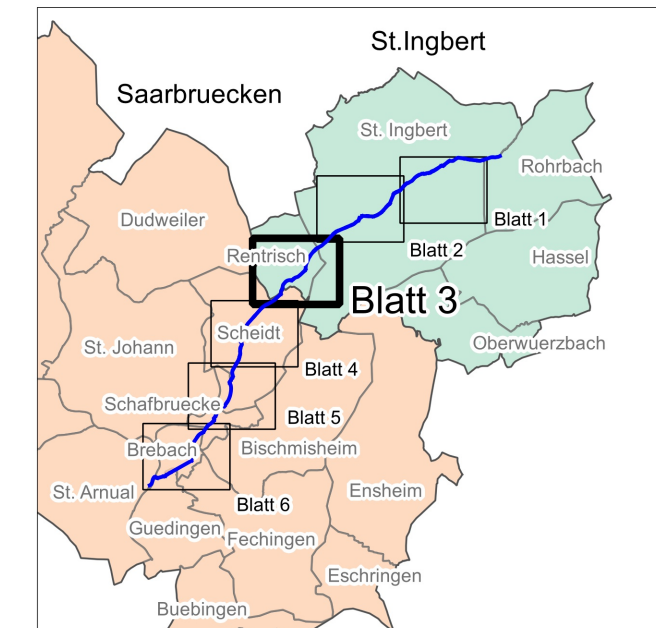 St.Ingbert
Saarbruecken
St. Ingbert
Rohrbach
Dudweiler
Blatt 1
Rentrisch
Blatt 2
Hassel
Blatt 3
Scheidt
St. Johann
Oberwuerzbach
Blatt 4
Schafbruecke
Blatt 5
Brebach
Bischmisheim
St. Arnual
Ensheim
Blatt 6
Guedingen
Fechingen
Eschringen
Buebingen